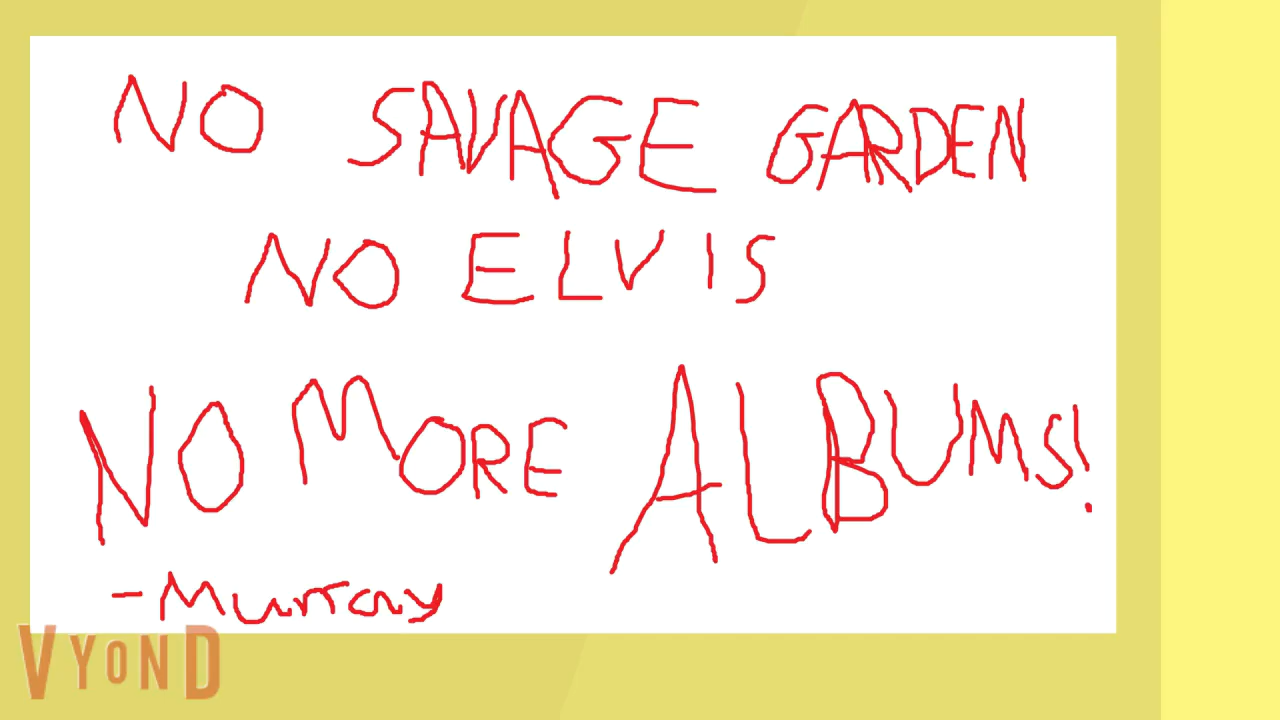 NO SAVAGE GARDEN
NO ELVIS
NO MORE ALBUMS!
-Murray
VYOND